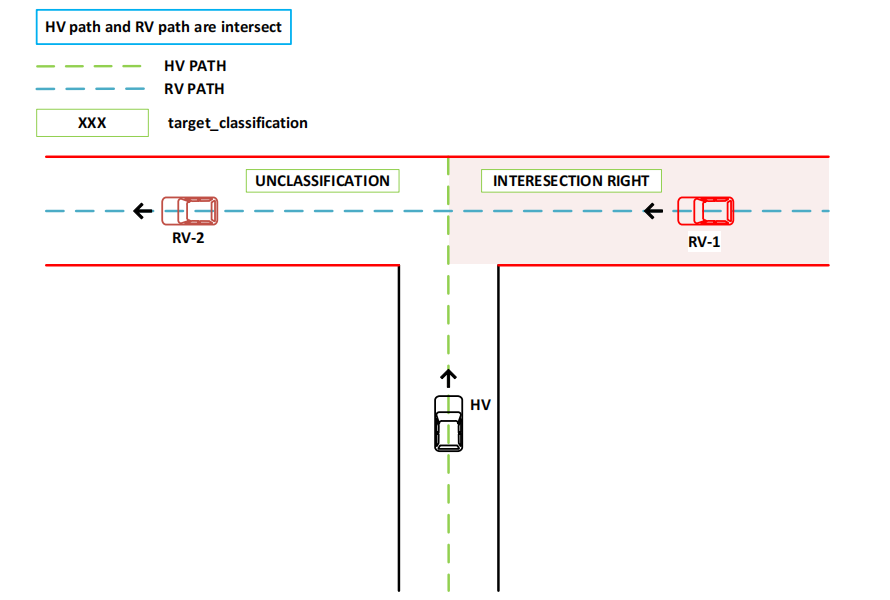 HV path and RV path are intersect
HV PATH
RV PATH
XXX target_classification
UNCLASSIFICATION INTERESECTION RIGHT
RV-2 RV-1
HV